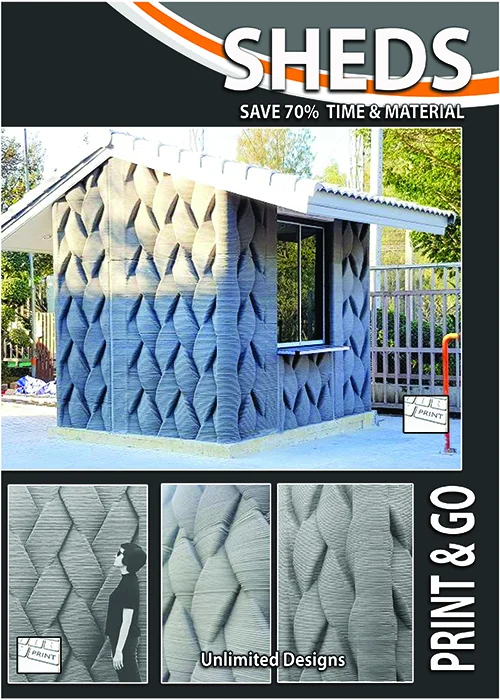 SHEDS
SAVE 70% TIME & MATERIAL
PRINT
PRINT & GO
PRINT
Unlimited Designs